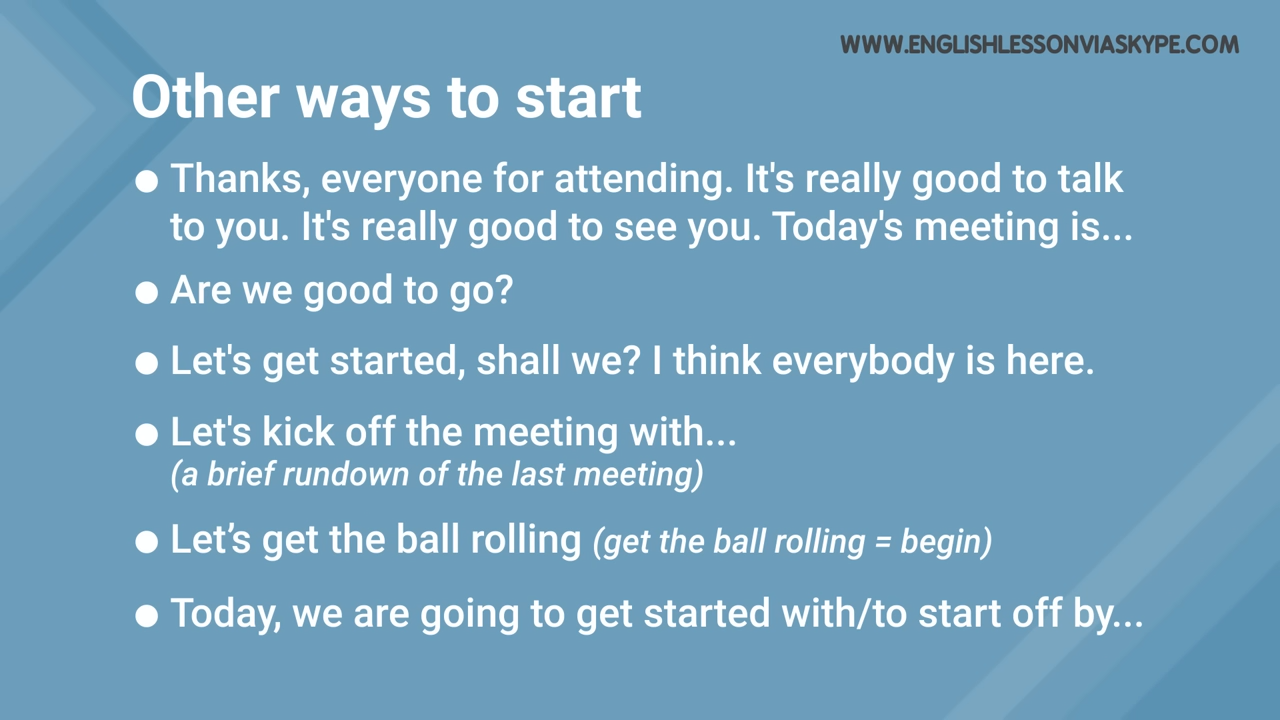 WWW.ENGLISHLESSONVIASKYPE.COM
Other ways to start
● Thanks, everyone for attending. It's really good to talk
to you. It's really good to see you. Today's meeting is...
● Are we good to go?
● Let's get started, shall we? I think everybody is here.
● Let's kick off the meeting with...
(a brief rundown of the last meeting)
● Let’s get the ball rolling (get the ball rolling = begin)
● Today, we are going to get started with/to start off by...